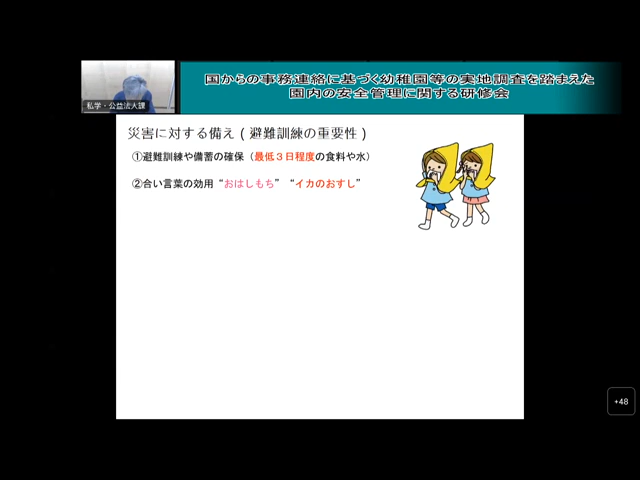 国からの事務連絡に基づく幼稚園等の実地調査を踏まえた
園内の安全管理に関する研修会
私学・公益法人課
災害に対する備え(避難訓練の重要性)
①避難訓練や備蓄の確保(最低3日程度の食料や水)
②合い言葉の効用“おはしもち” “イカのおすし”
+48